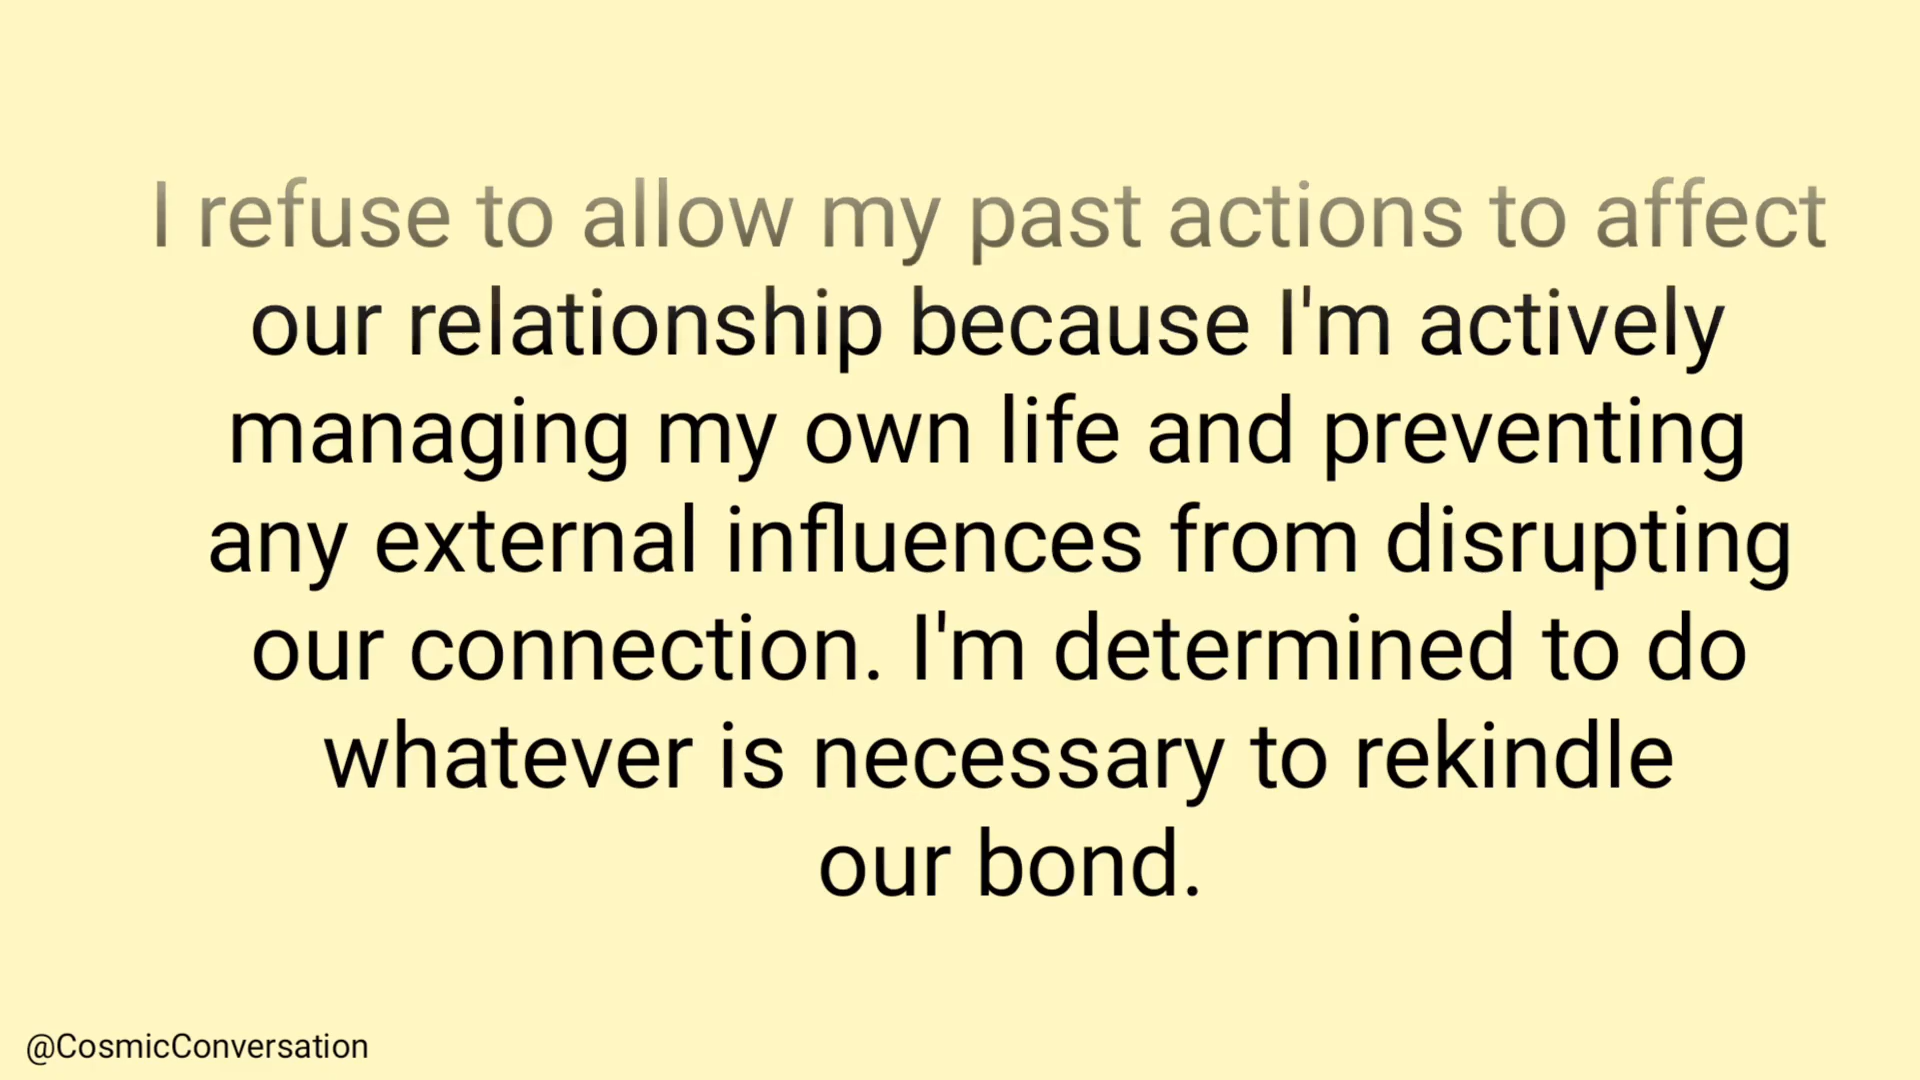 I refuse to allow my past actions to affect
our relationship because I'm actively
managing my own life and preventing
any external influences from disrupting
our connection. I'm determined to do
whatever is necessary to rekindle
our bond.
@CosmicConversation